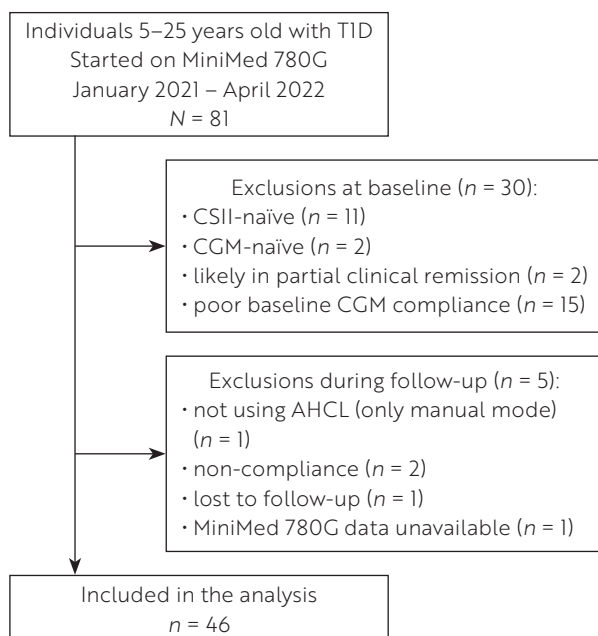 Individuals 5–25 years old with T1D
Started on MiniMed 780G
January 2021 – April 2022
N = 81
Exclusions at baseline (n = 30):
• CSII-naïve (n = 11)
• CGM-naïve (n = 2)
• likely in partial clinical remission (n = 2)
• poor baseline CGM compliance (n = 15)
Exclusions during follow-up (n = 5):
• not using AHCL (only manual mode)
(n = 1)
• non-compliance (n = 2)
• lost to follow-up (n = 1)
• MiniMed 780G data unavailable (n = 1)
Included in the analysis
n = 46